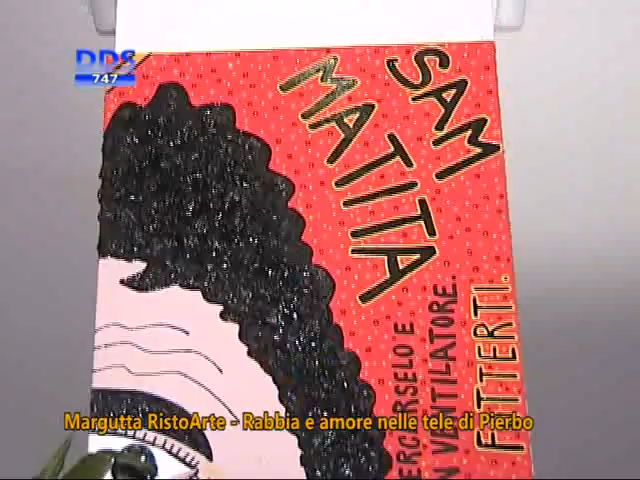 DDS
747
SAM
MATITA
ERCARSELO E
N VENTILATORE.
FOTTERTI.
Margutta RistoArte - Rabbia e amore nelle tele di Pierbo